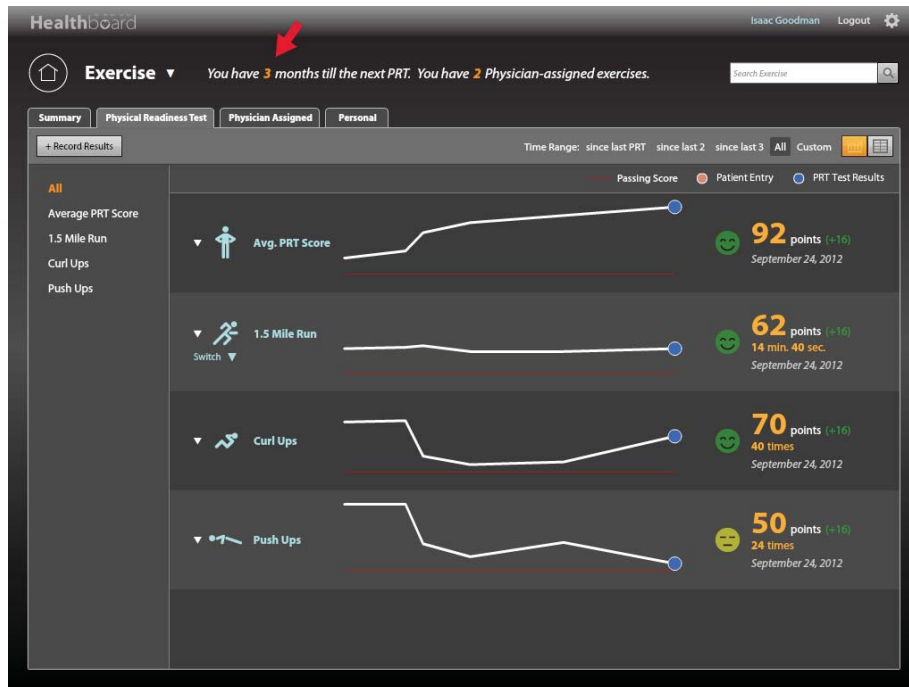 Healthboard
Isaac Goodman Logout
Exercise
You have 3 months till the next PRT. You have 2 Physician-assigned exercises.
Search Exercise
Summary Physical Readiness Test Physician Assigned Personal
+ Record Results
Time Range: since last PRT since last 2 since last 3 All Custom
Passing Score Patient Entry PRT Test Results
All
Average PRT Score
1.5 Mile Run
Curl Ups
Push Ups
Avg. PRT Score
92 points (+16)
September 24, 2012
1.5 Mile Run
Switch
62 points (+16)
14 min. 40 sec.
September 24, 2012
Curl Ups
70 points (+16)
40 times
September 24, 2012
Push Ups
50 points (+16)
24 times
September 24, 2012